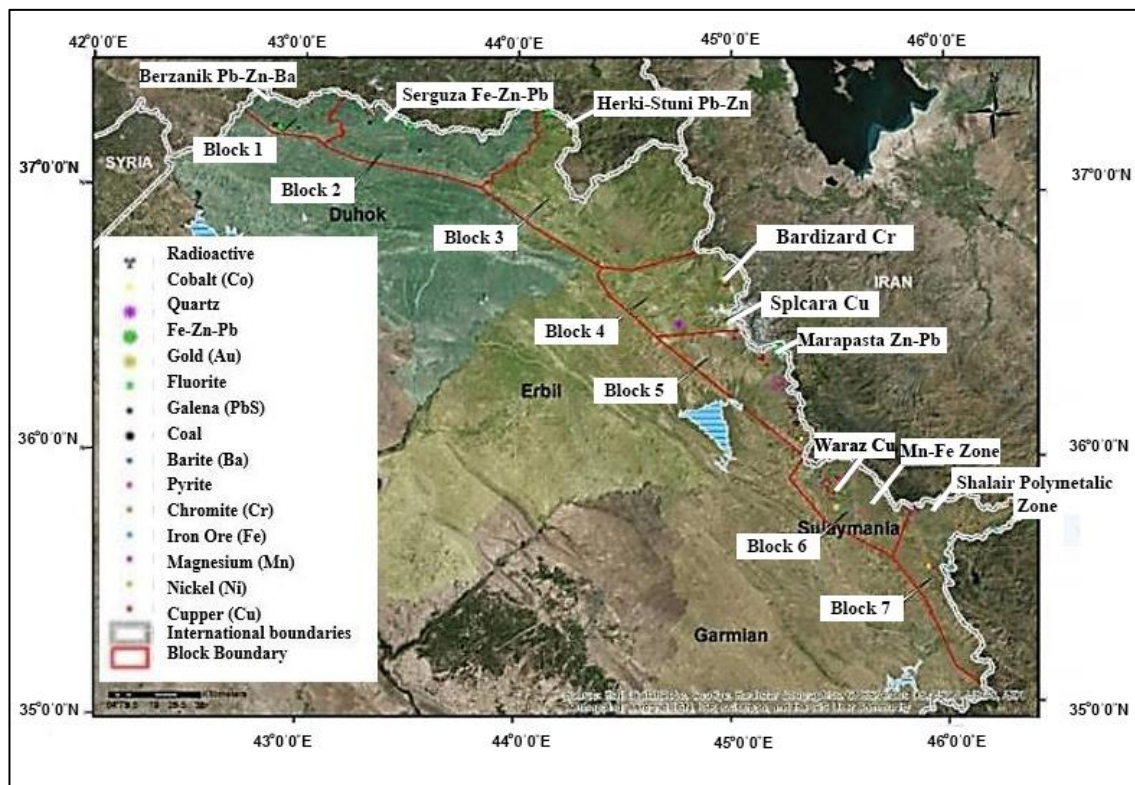 42°0'0"E 43°0'0"E 44°0'0"E 45°0'0"E 46°0'0"E
Berzanik Pb-Zn-Ba
Serguza Fe-Zn-Pb
Herki-Stuni Pb-Zn
N
SYRIA
Block 1
37°0'0"N
37°0'0"N
Block 2
Duhok
Block 3
Bardizard Cr
IRAN
Splcara Cu
Block 4
Marapasta Zn-Pb
Block 5
Erbil
36°0'0"N
36°0'0"N
Waraz Cu
Mn-Fe Zone
Shalair Polymetalic
Zone
Sulaymania
Block 6
Block 7
Garmian
35°0'0"N
35°0'0"N
Radioactive
Cobalt (Co)
Quartz
Fe-Zn-Pb
Gold (Au)
Fluorite
Galena (PbS)
Coal
Barite (Ba)
Pyrite
Chromite (Cr)
Iron Ore (Fe)
Magnesium (Mn)
Nickel (Ni)
Cupper (Cu)
International boundaries
Block Boundary
43°0'0"E 44°0'0"E 45°0'0"E 46°0'0"E